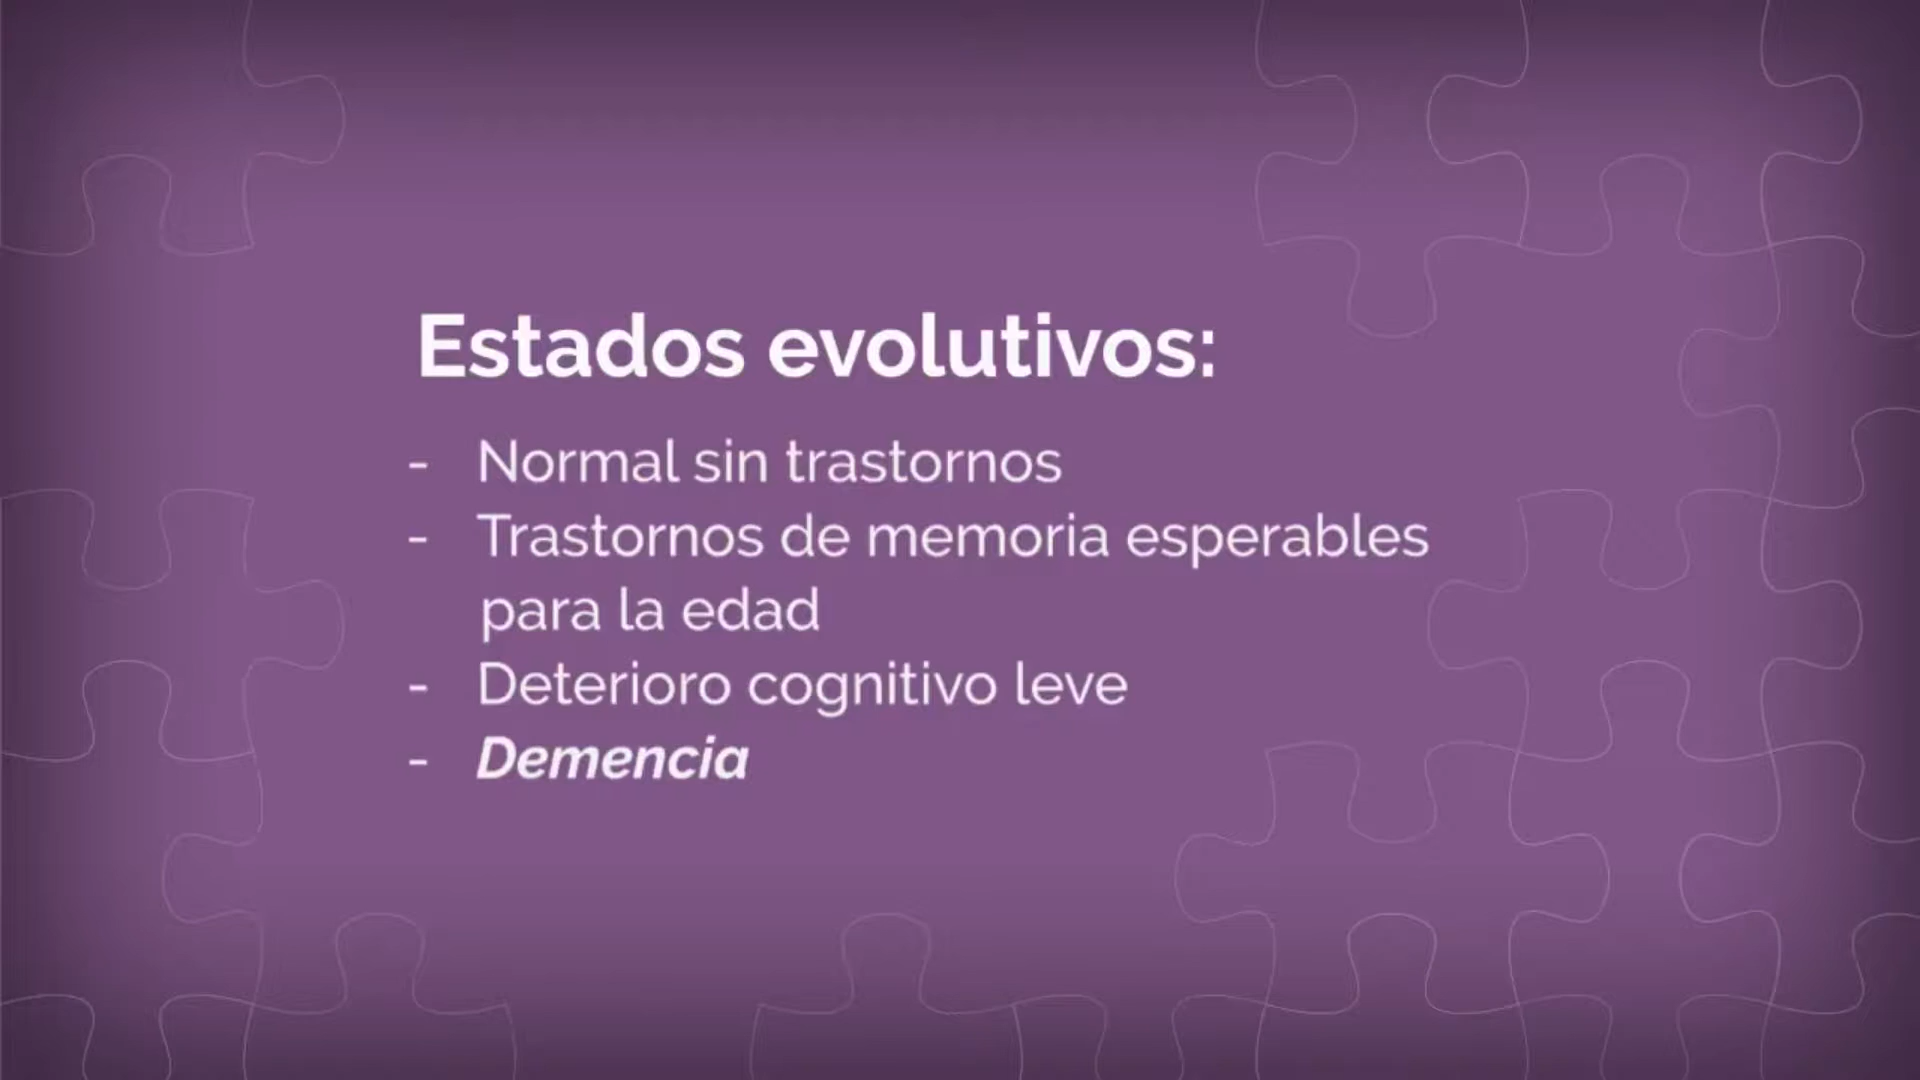 Estados evolutivos:
- Normal sin trastornos
- Trastornos de memoria esperables
para la edad
- Deterioro cognitivo leve
- Demencia